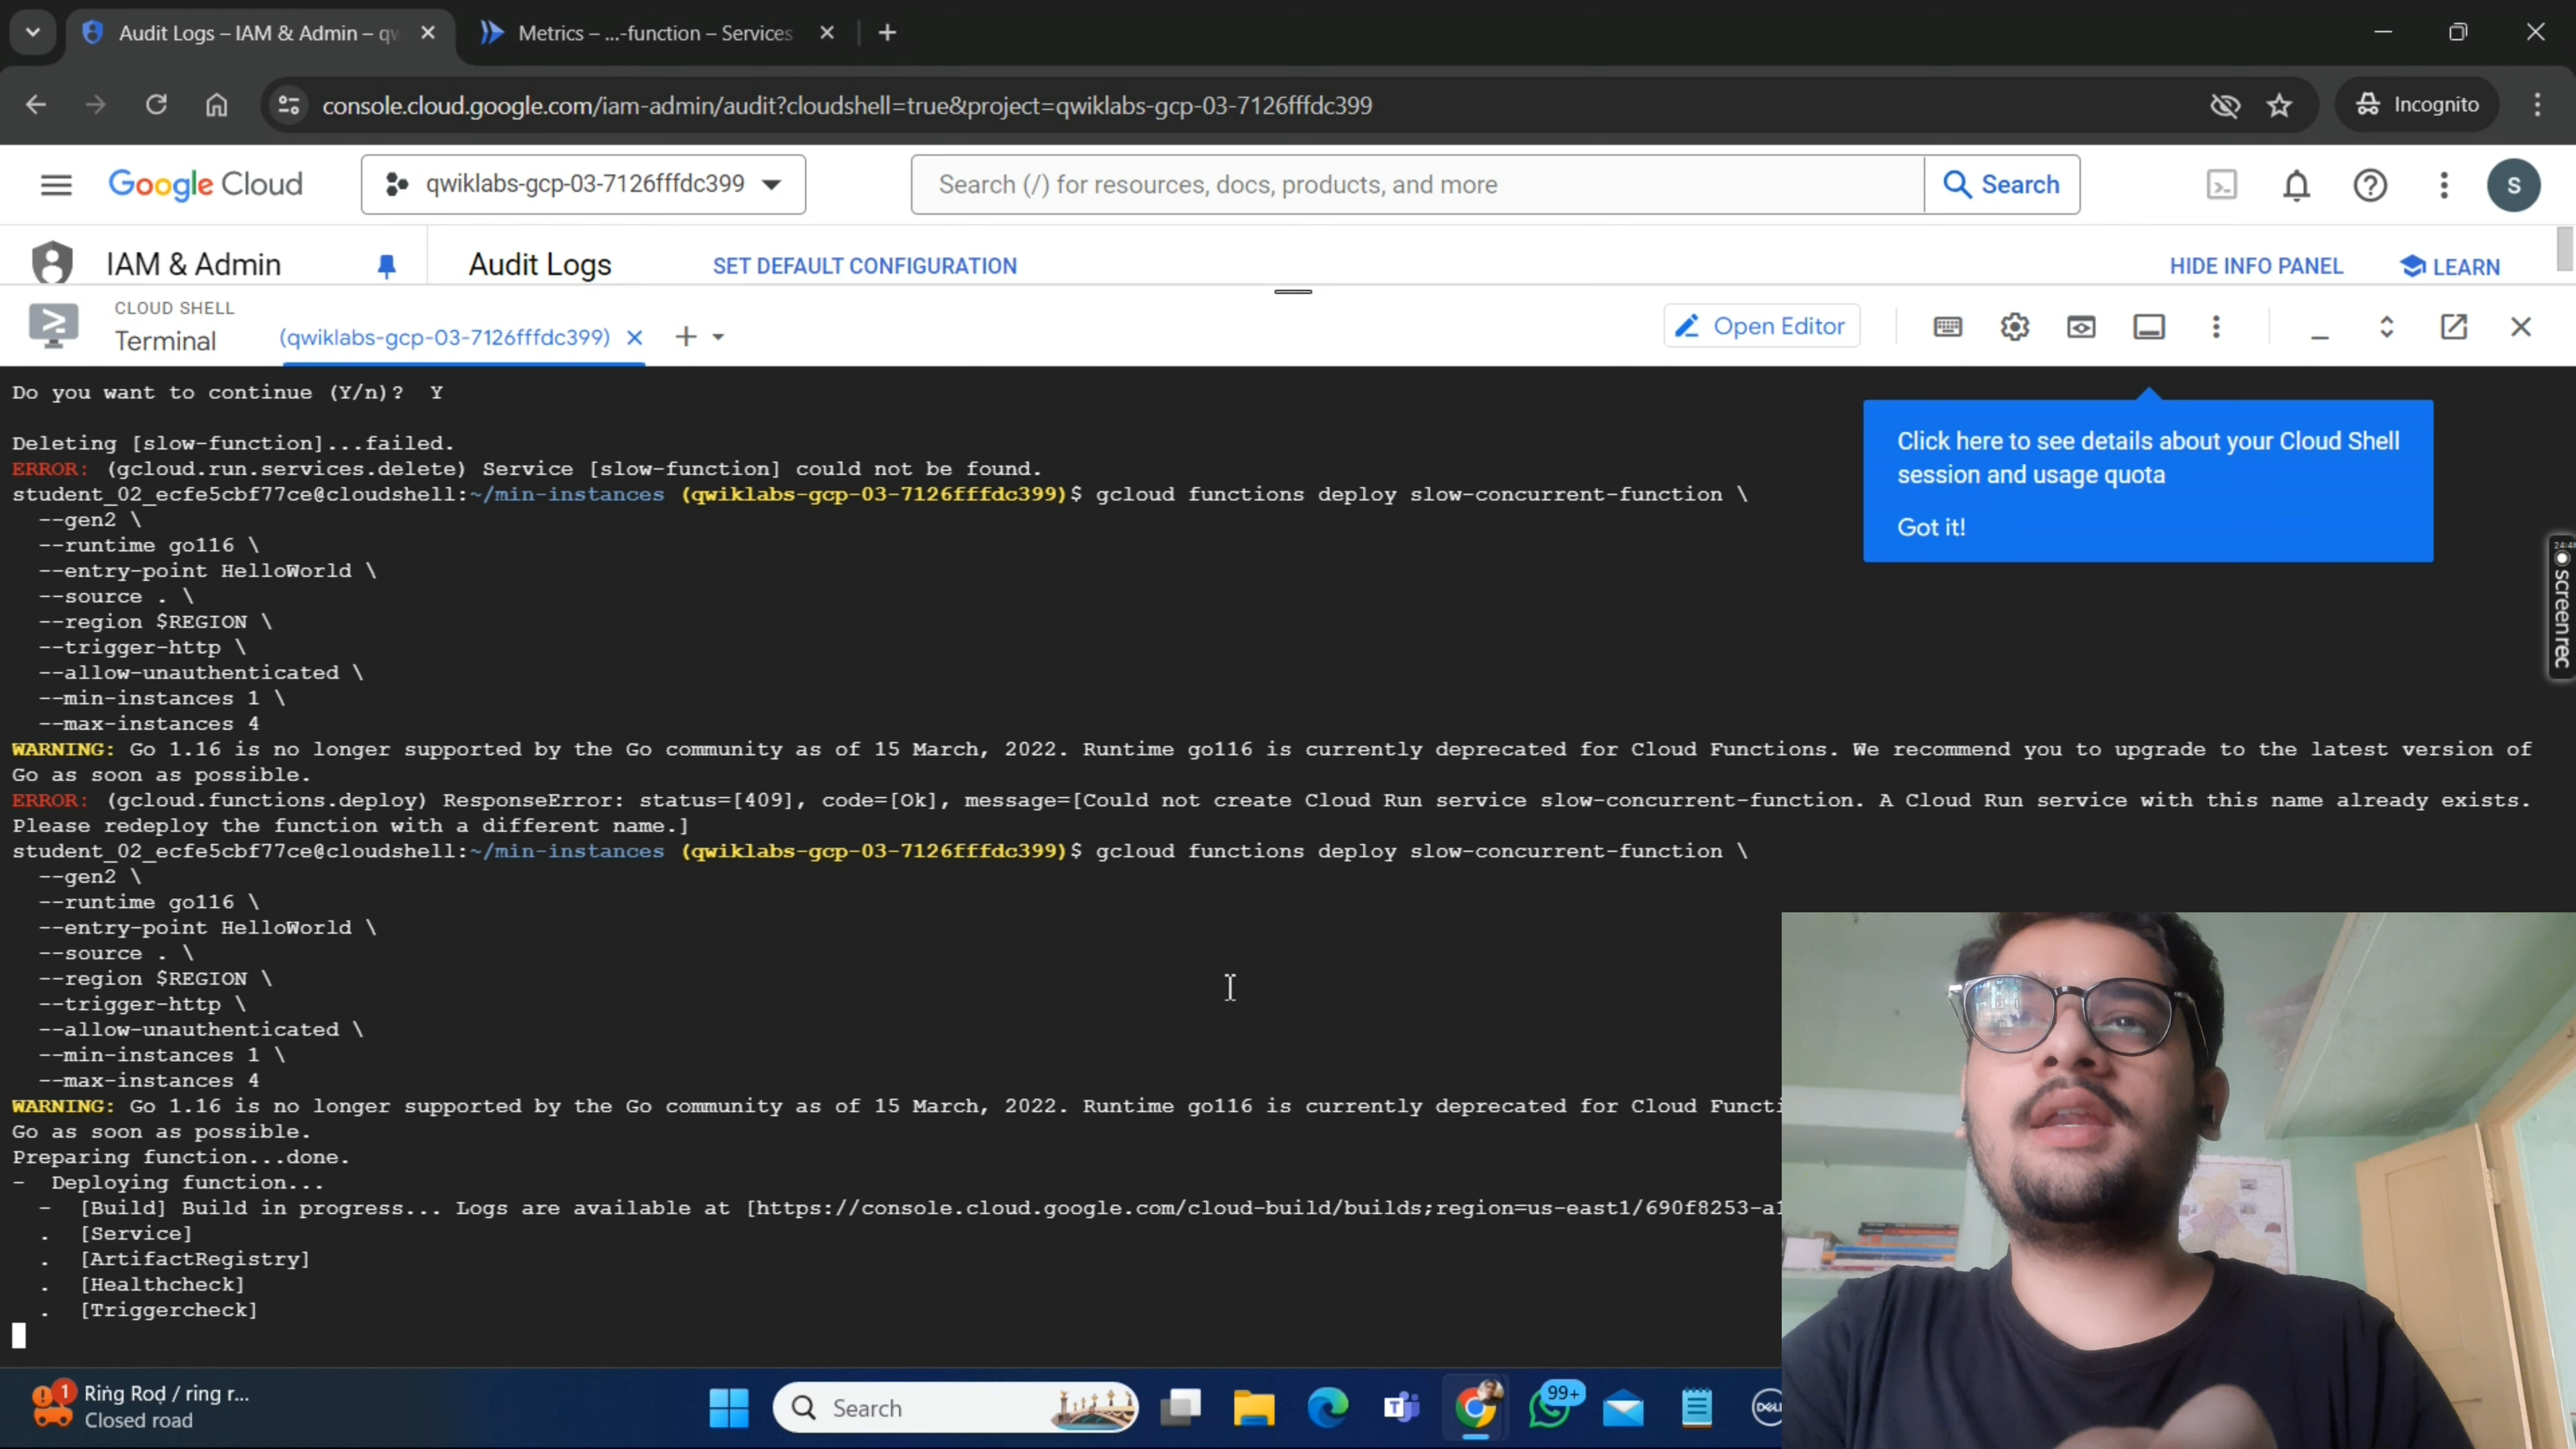 Audit Logs – IAM & Admin – qw
Metrics – ...-function – Services
console.cloud.google.com/iam-admin/audit?cloudshell=true&project=qwiklabs-gcp-03-7126fffdc399
Incognito
Google Cloud
qwiklabs-gcp-03-7126fffdc399
Search (/) for resources, docs, products, and more
Search
S
IAM & Admin
Audit Logs
SET DEFAULT CONFIGURATION
HIDE INFO PANEL
LEARN
CLOUD SHELL
Terminal
(qwiklabs-gcp-03-7126fffdc399)
Open Editor
Do you want to continue (Y/n)?  Y
Deleting [slow-function]...failed.
ERROR: (gcloud.run.services.delete) Service [slow-function] could not be found.
student_02_ecfe5cbf77ce@cloudshell:~/min-instances (qwiklabs-gcp-03-7126fffdc399)$ gcloud functions deploy slow-concurrent-function \
--gen2 \
--runtime go116 \
--entry-point HelloWorld \
--source . \
--region $REGION \
--trigger-http \
--allow-unauthenticated \
--min-instances 1 \
--max-instances 4
WARNING: Go 1.16 is no longer supported by the Go community as of 15 March, 2022. Runtime go116 is currently deprecated for Cloud Functions. We recommend you to upgrade to the latest version of
Go as soon as possible.
ERROR: (gcloud.functions.deploy) ResponseError: status=[409], code=[Ok], message=[Could not create Cloud Run service slow-concurrent-function. A Cloud Run service with this name already exists.
Please redeploy the function with a different name.]
student_02_ecfe5cbf77ce@cloudshell:~/min-instances (qwiklabs-gcp-03-7126fffdc399)$ gcloud functions deploy slow-concurrent-function \
--gen2 \
--runtime go116 \
--entry-point HelloWorld \
--source . \
--region $REGION \
--trigger-http \
--allow-unauthenticated \
--min-instances 1 \
--max-instances 4
WARNING: Go 1.16 is no longer supported by the Go community as of 15 March, 2022. Runtime go116 is currently deprecated for Cloud Functi
Go as soon as possible.
Preparing function...done.
-  Deploying function...
-  [Build] Build in progress... Logs are available at [https://console.cloud.google.com/cloud-build/builds;region=us-east1/690f8253-a1
.  [Service]
.  [ArtifactRegistry]
.  [Healthcheck]
.  [Triggercheck]
Click here to see details about your Cloud Shell
session and usage quota
Got it!
screenrec
1
Ring Rod / ring r...
Closed road
Search
99+
DELL